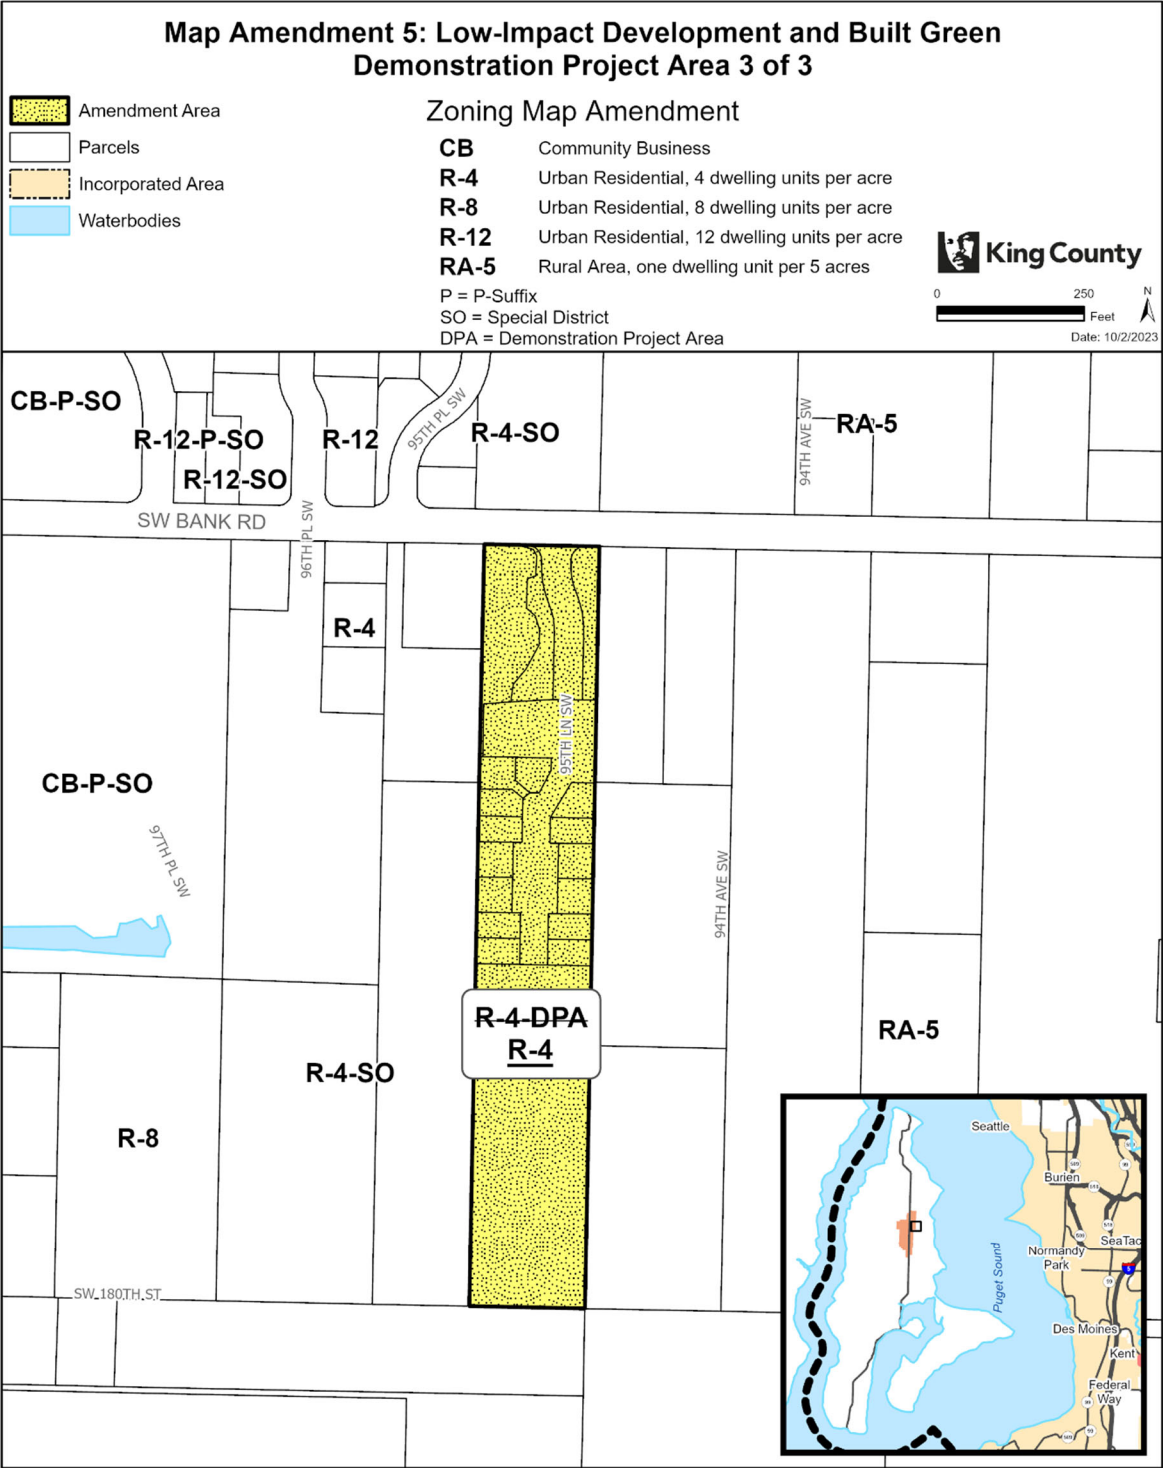 Map Amendment 5: Low-Impact Development and Built Green
Demonstration Project Area 3 of 3
Amendment Area
Parcels
Incorporated Area
Waterbodies
Zoning Map Amendment
CB Community Business
R-4 Urban Residential, 4 dwelling units per acre
R-8 Urban Residential, 8 dwelling units per acre
R-12 Urban Residential, 12 dwelling units per acre
RA-5 Rural Area, one dwelling unit per 5 acres
P = P-Suffix
SO = Special District
DPA = Demonstration Project Area
King County
0 250
Feet
N
Date: 10/2/2023
CB-P-SO
R-12-P-SO
R-12-SO
R-12
95TH PL SW
R-4-SO
94TH AVE SW
RA-5
SW BANK RD
96TH PL SW
R-4
95TH LN SW
CB-P-SO
97TH PL SW
94TH AVE SW
R-4-DPA
R-4
RA-5
R-4-SO
R-8
SW 180TH ST
Seattle
Burien
SeaTac
Normandy
Park
Puget Sound
Des Moines
Kent
Federal
Way